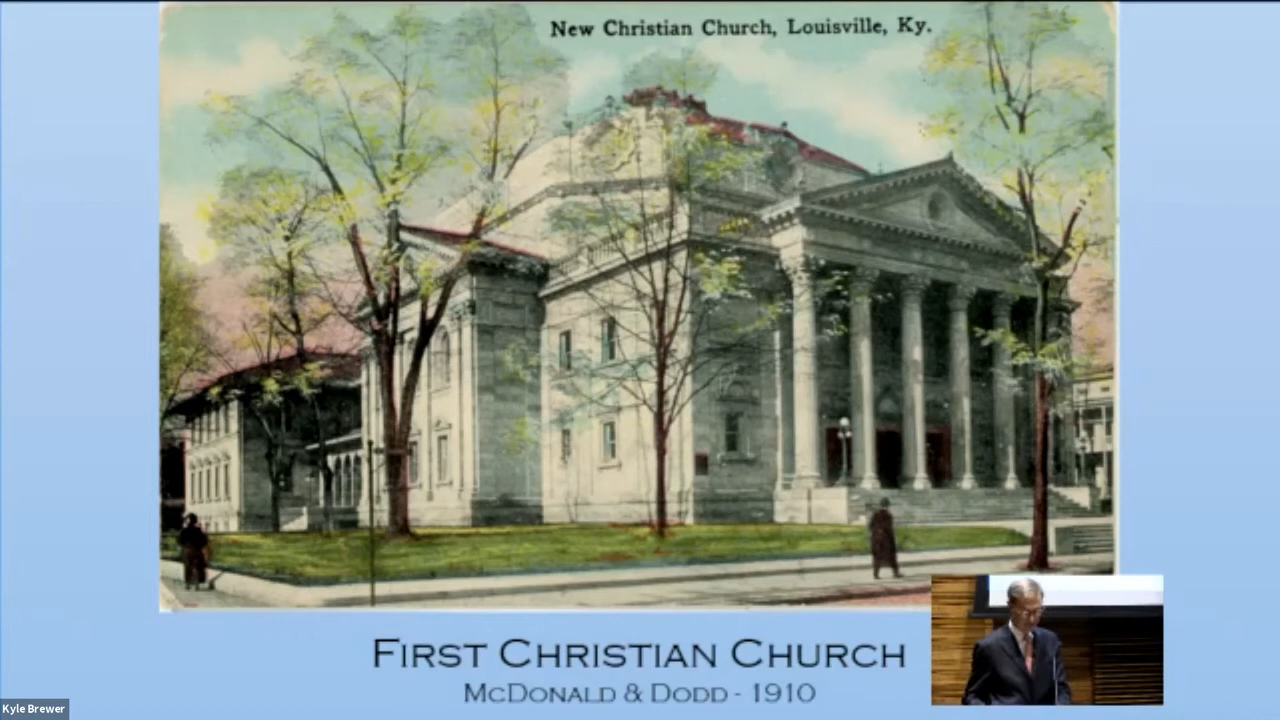 New Christian Church, Louisville, Ky.
First Christian Church
McDonald & Dodd - 1910
Kyle Brewer